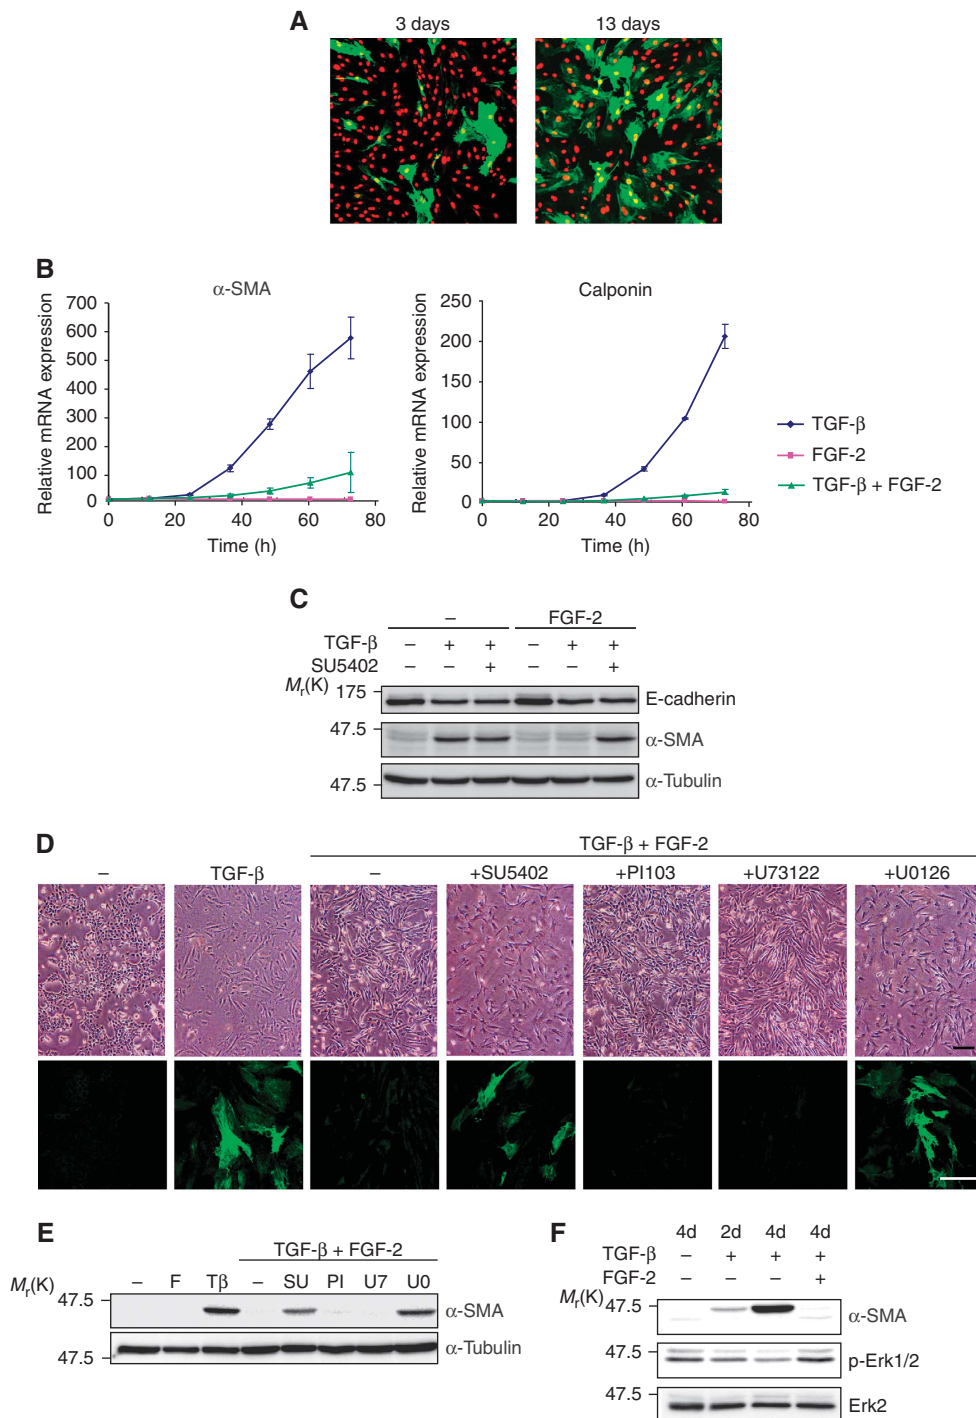 A
3 days 13 days
B
α-SMA
Relative mRNA expression
700
600
500
400
300
200
100
0
0 20 40 60 80
Time (h)
Calponin
Relative mRNA expression
250
200
150
100
50
0
0 20 40 60 80
Time (h)
TGF-β
FGF-2
TGF-β + FGF-2
C
– FGF-2
TGF-β – + + – + +
SU5402 – – + – – +
Mr(K)
175 E-cadherin
47.5 α-SMA
47.5 α-Tubulin
D
TGF-β + FGF-2
– TGF-β – +SU5402 +PI103 +U73122 +U0126
E
TGF-β + FGF-2
Mr(K) – F Tβ – SU PI U7 U0
47.5 α-SMA
47.5 α-Tubulin
F
4d 2d 4d 4d
TGF-β – + + +
FGF-2 – – – +
Mr(K)
47.5 α-SMA
47.5 p-Erk1/2
47.5 Erk2